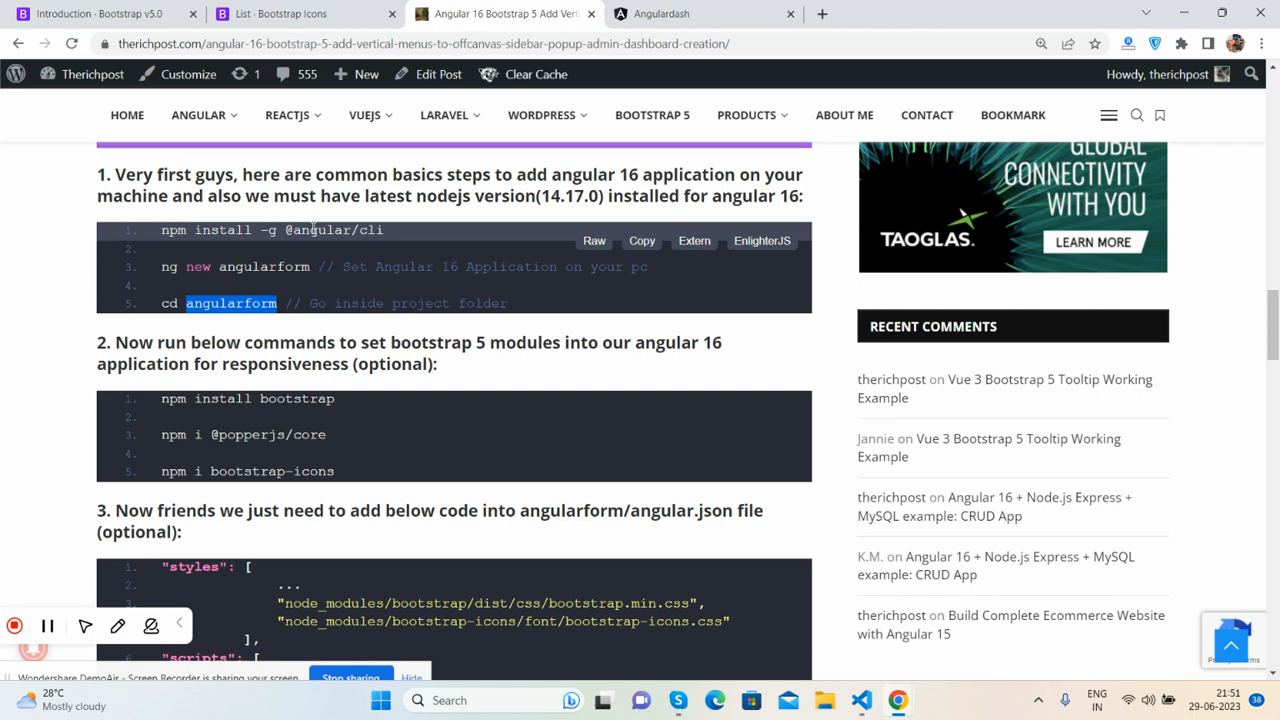 Introduction · Bootstrap v5.0
List · Bootstrap Icons
Angular 16 Bootstrap 5 Add Verti
Angulardash
therichpost.com/angular-16-bootstrap-5-add-vertical-menus-to-offcanvas-sidebar-popup-admin-dashboard-creation/
Therichpost Customize 1 555 New Edit Post Clear Cache Howdy, therichpost
HOME ANGULAR REACTJS VUEJS LARAVEL WORDPRESS BOOTSTRAP 5 PRODUCTS ABOUT ME CONTACT BOOKMARK
1. Very first guys, here are common basics steps to add angular 16 application on your
machine and also we must have latest nodejs version(14.17.0) installed for angular 16:
1. npm install -g @angular/cli
Raw Copy Extern EnlighterJS
2.
3. ng new angularform // Set Angular 16 Application on your pc
4.
5. cd angularform // Go inside project folder
2. Now run below commands to set bootstrap 5 modules into our angular 16
application for responsiveness (optional):
1. npm install bootstrap
2.
3. npm i @popperjs/core
4.
5. npm i bootstrap-icons
3. Now friends we just need to add below code into angularform/angular.json file
(optional):
1. "styles": [
2. ...
"node_modules/bootstrap/dist/css/bootstrap.min.css",
"node_modules/bootstrap-icons/font/bootstrap-icons.css"
],
"scripts": [
GLOBAL
CONNECTIVITY
WITH YOU
TAOGLAS.
LEARN MORE
RECENT COMMENTS
therichpost on Vue 3 Bootstrap 5 Tooltip Working
Example
Jannie on Vue 3 Bootstrap 5 Tooltip Working
Example
therichpost on Angular 16 + Node.js Express +
MySQL example: CRUD App
K.M. on Angular 16 + Node.js Express + MySQL
example: CRUD App
therichpost on Build Complete Ecommerce Website
with Angular 15
Wondershare DemoAir - Screen Recorder is sharing your screen.
Stop sharing
Hide
28°C
Mostly cloudy
Search
ENG
IN
21:51
29-06-2023
38